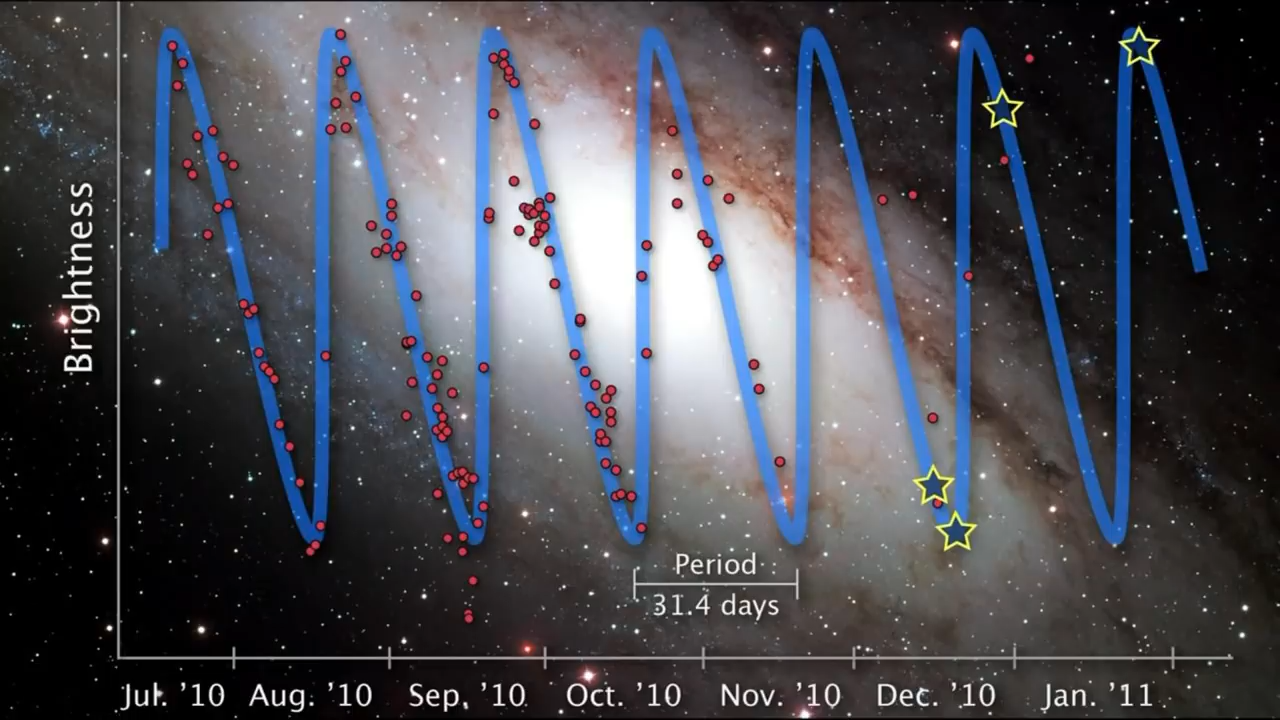 Brightness
Period
31.4 days
Jul. '10 Aug. '10 Sep. '10 Oct. '10 Nov. '10 Dec. '10 Jan. '11